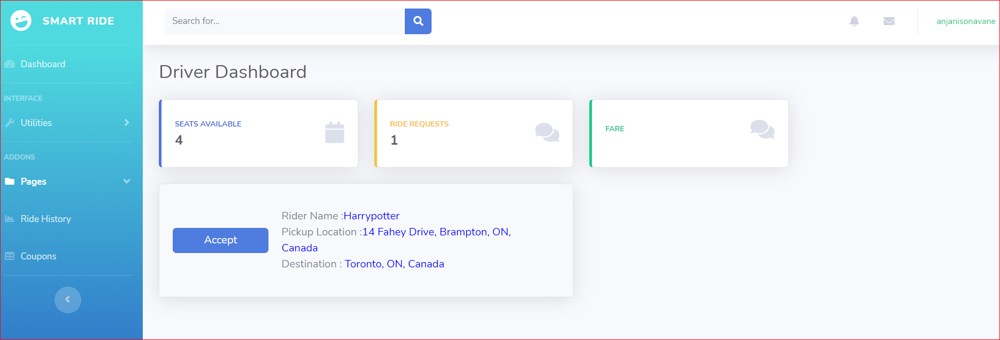 SMART RIDE
Search for...
anjanisonavane
Dashboard
INTERFACE
Utilities
ADDONS
Pages
Ride History
Coupons
Driver Dashboard
SEATS AVAILABLE
4
RIDE REQUESTS
1
FARE
Accept
Rider Name :Harrypotter
Pickup Location :14 Fahey Drive, Brampton, ON,
Canada
Destination : Toronto, ON, Canada